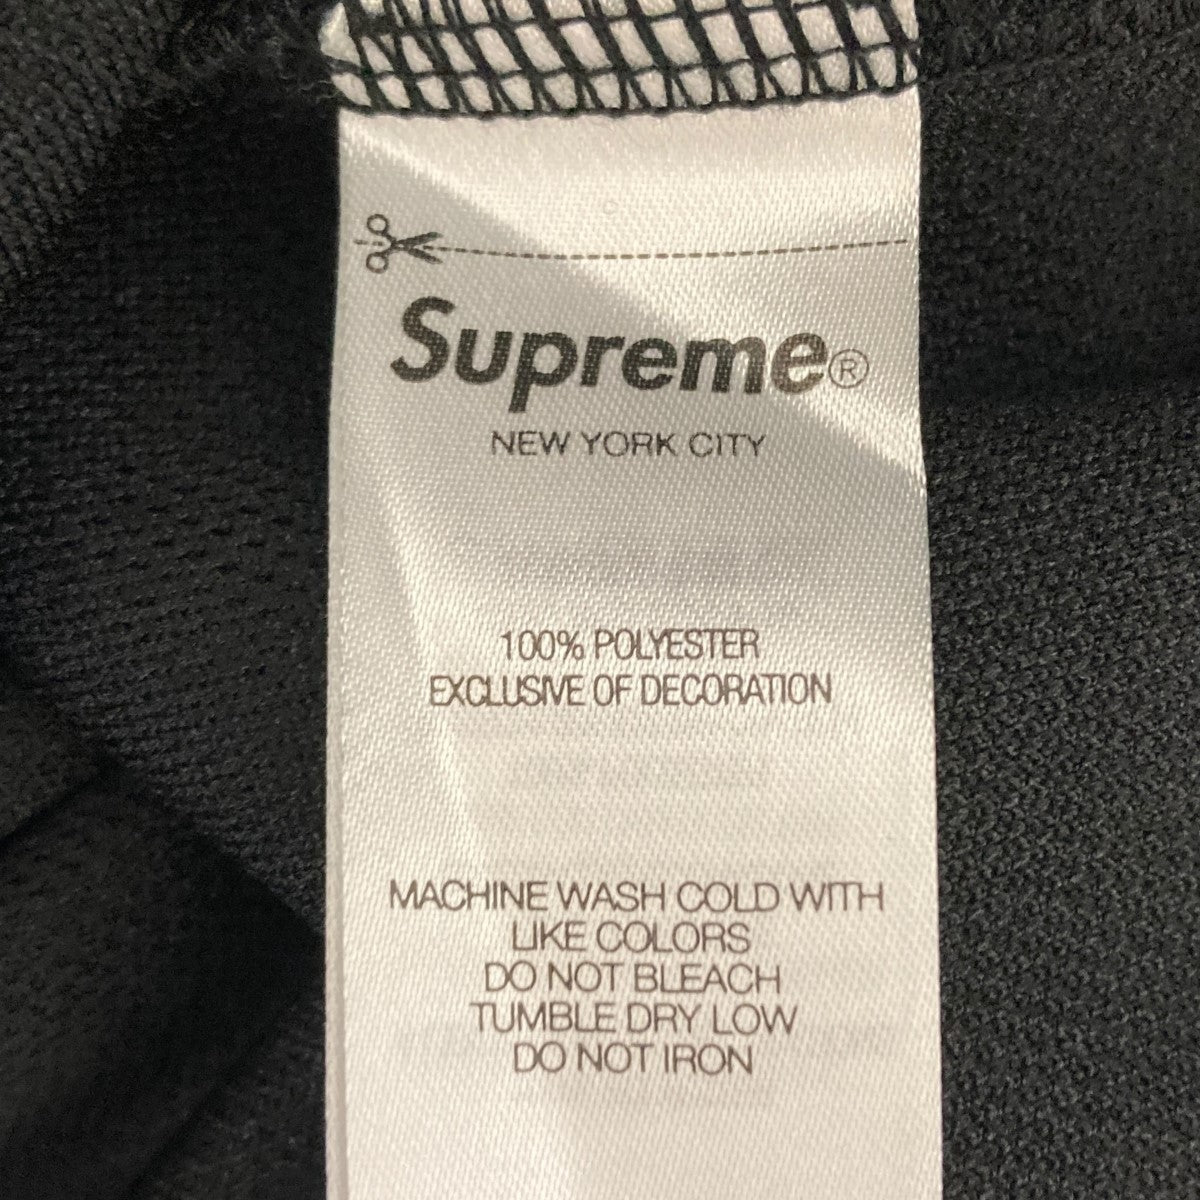 Supreme®
NEW YORK CITY
100% POLYESTER
EXCLUSIVE OF DECORATION
MACHINE WASH COLD WITH
LIKE COLORS
DO NOT BLEACH
TUMBLE DRY LOW
DO NOT IRON